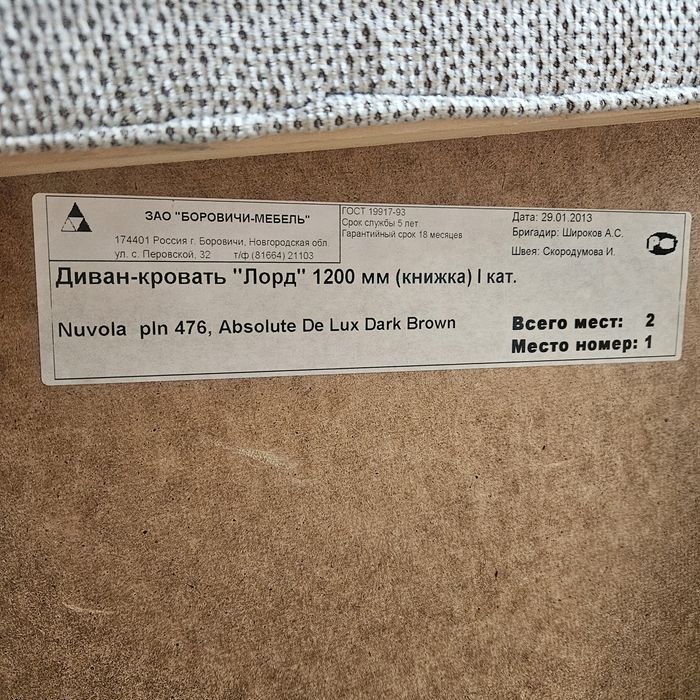 ЗАО "БОРОВИЧИ-МЕБЕЛЬ"
174401 Россия г. Боровичи, Новгородская обл.
ул. с. Перовской, 32 т/ф (81664) 21103
ГОСТ 19917-93
Срок службы 5 лет
Гарантийный срок 18 месяцев
Дата: 29.01.2013
Бригадир: Широков А.С.
Швея: Скородумова И.
Диван-кровать "Лорд" 1200 мм (книжка) I кат.
Nuvola pln 476, Absolute De Lux Dark Brown
Всего мест: 2
Место номер: 1